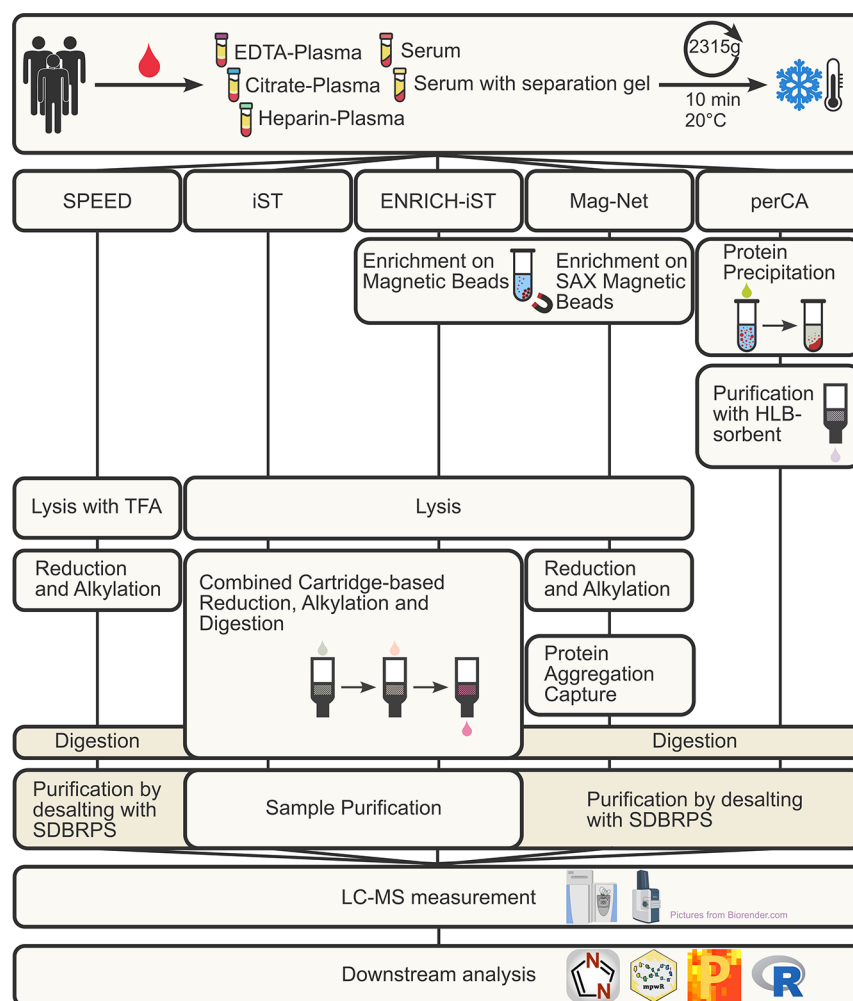 EDTA-Plasma
Serum
Citrate-Plasma
Serum with separation gel
Heparin-Plasma
2315g
10 min
20°C
SPEED
iST
ENRICH-iST
Mag-Net
perCA
Enrichment on
Magnetic Beads
Enrichment on
SAX Magnetic
Beads
Protein
Precipitation
Purification
with HLB-
sorbent
Lysis with TFA
Lysis
Reduction
and Alkylation
Combined Cartridge-based
Reduction, Alkylation and
Digestion
Reduction
and Alkylation
Protein
Aggregation
Capture
Digestion
Digestion
Purification by
desalting with
SDBRPS
Sample Purification
Purification by desalting
with SDBRPS
LC-MS measurement
Pictures from Biorender.com
Downstream analysis
N
N
mpwR
P
R